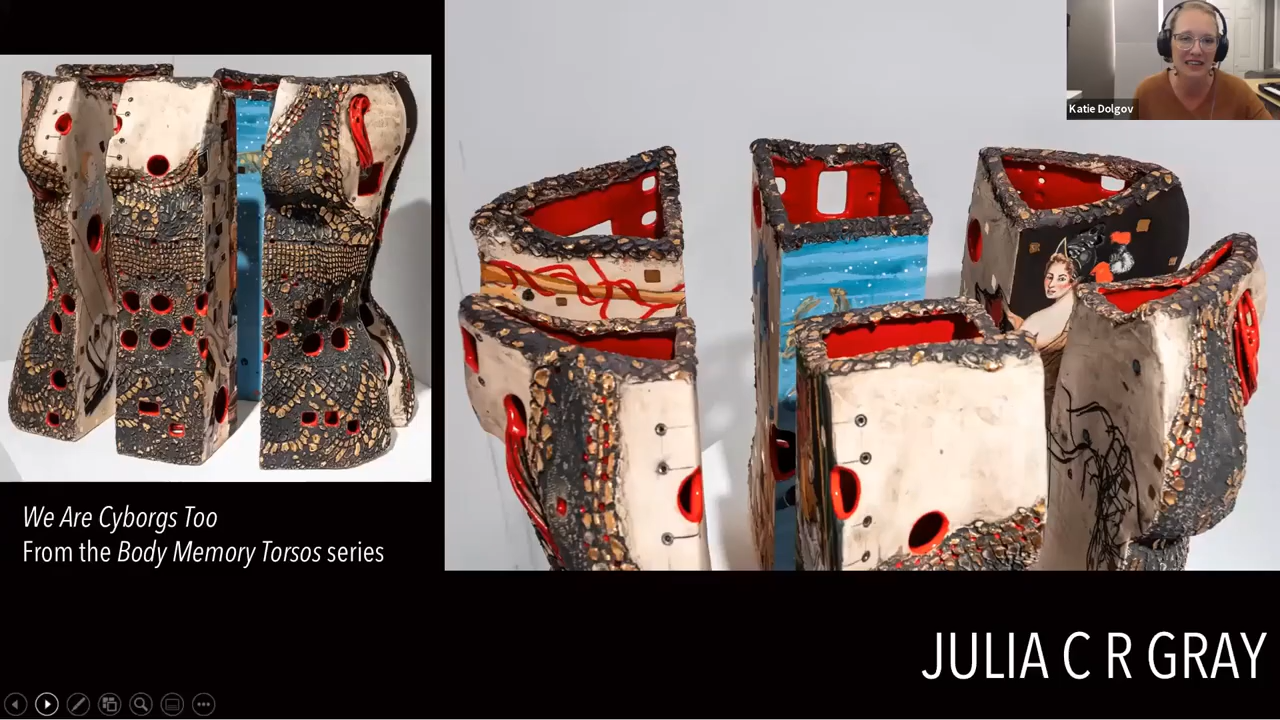 Katie Dolgov
We Are Cyborgs Too
From the Body Memory Torsos series
JULIA C R GRAY